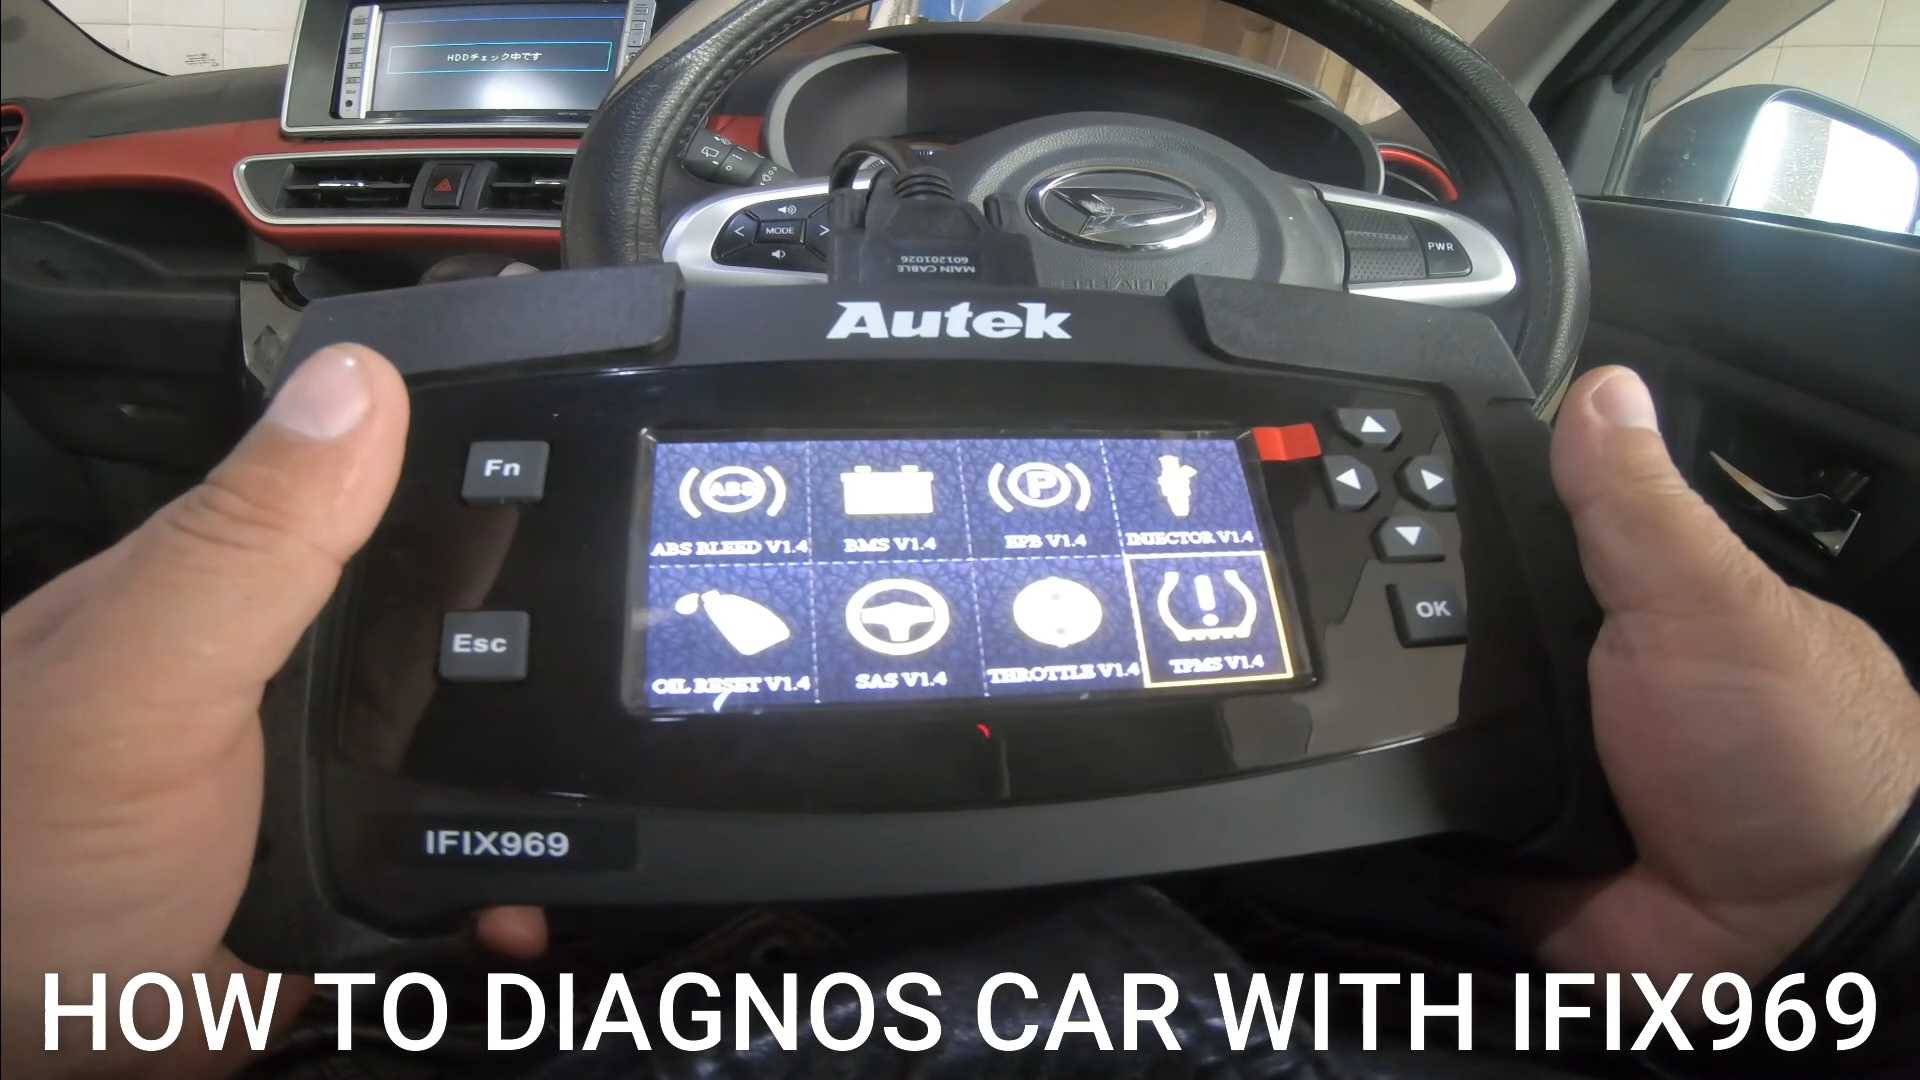 HDDチェック中です
MODE
PWR
MAIN CABLE
601201026
Autek
Fn
ABS
P
ABS BLEED V1.4
BMS V1.4
EPB V1.4
INJECTOR V1.4
Esc
OK
OIL RESET V1.4
SAS V1.4
THROTTLE V1.4
TPMS V1.4
IFIX969
HOW TO DIAGNOS CAR WITH IFIX969